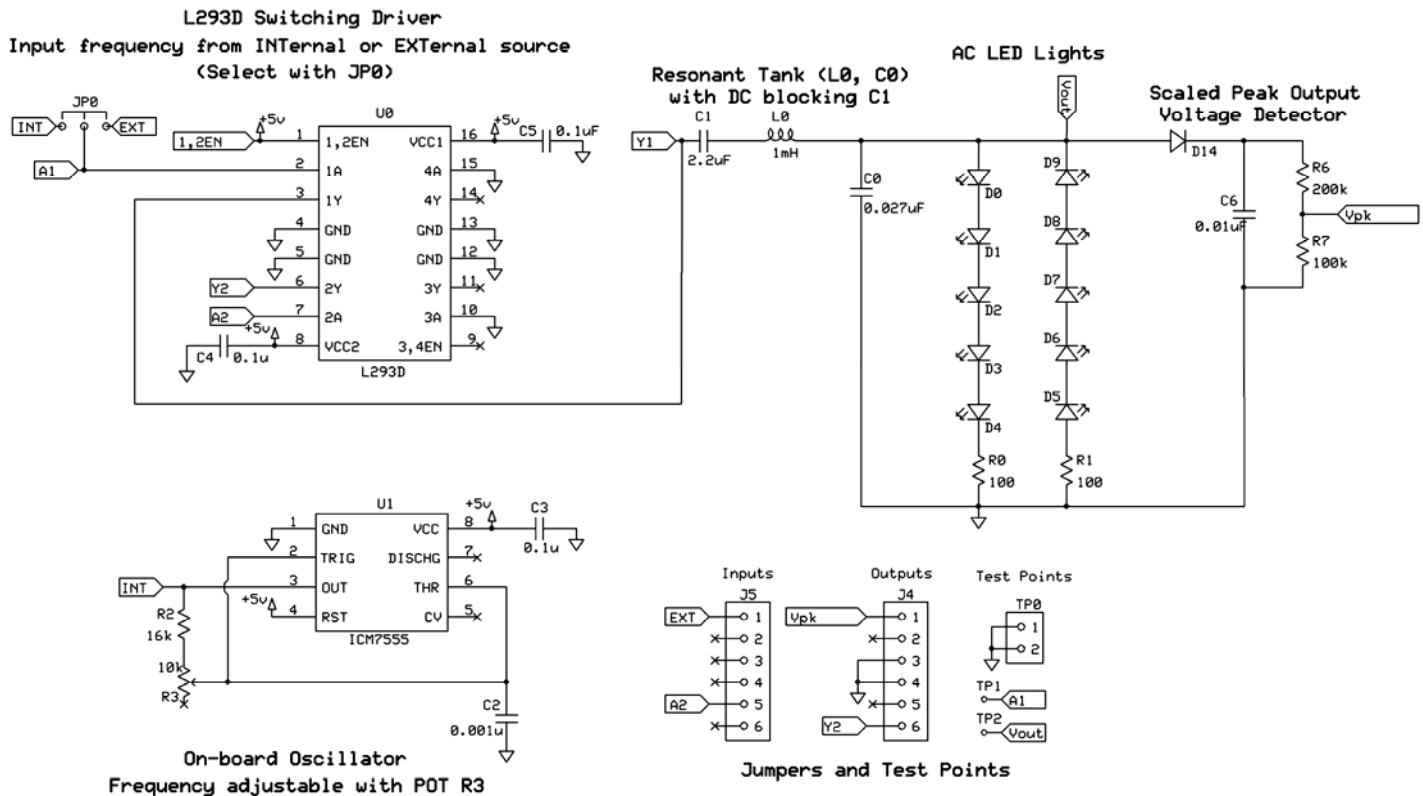 L293D Switching Driver
Input frequency from INTernal or EXTernal source
(Select with JP0)
JP0
INT
EXT
A1
1,2EN
+5v
U0
1 1,2EN VCC1 16
2 1A 4A 15
3 1Y 4Y 14
4 GND GND 13
5 GND GND 12
6 2Y 3Y 11
7 2A 3A 10
8 VCC2 3,4EN 9
L293D
+5v
C5
0.1uF
Y2
A2
+5v
C4
0.1u
Resonant Tank (L0, C0)
with DC blocking C1
Y1
C1
2.2uF
L0
1mH
C0
0.027uF
AC LED Lights
Vout
D0
D1
D2
D3
D4
R0
100
D9
D8
D7
D6
D5
R1
100
Scaled Peak Output
Voltage Detector
D14
C6
0.01uF
R6
200k
Vpk
R7
100k
U1
1 GND VCC 8
2 TRIG DISCHG 7
3 OUT THR 6
4 RST CV 5
ICM7555
+5v
C3
0.1u
INT
+5v
R2
16k
10k
R3
C2
0.001u
On-board Oscillator
Frequency adjustable with POT R3
Inputs
J5
EXT
1
2
3
4
A2
5
6
Outputs
J4
Vpk
1
2
3
4
5
Y2
6
Test Points
TP0
1
2
TP1
A1
TP2
Vout
Jumpers and Test Points